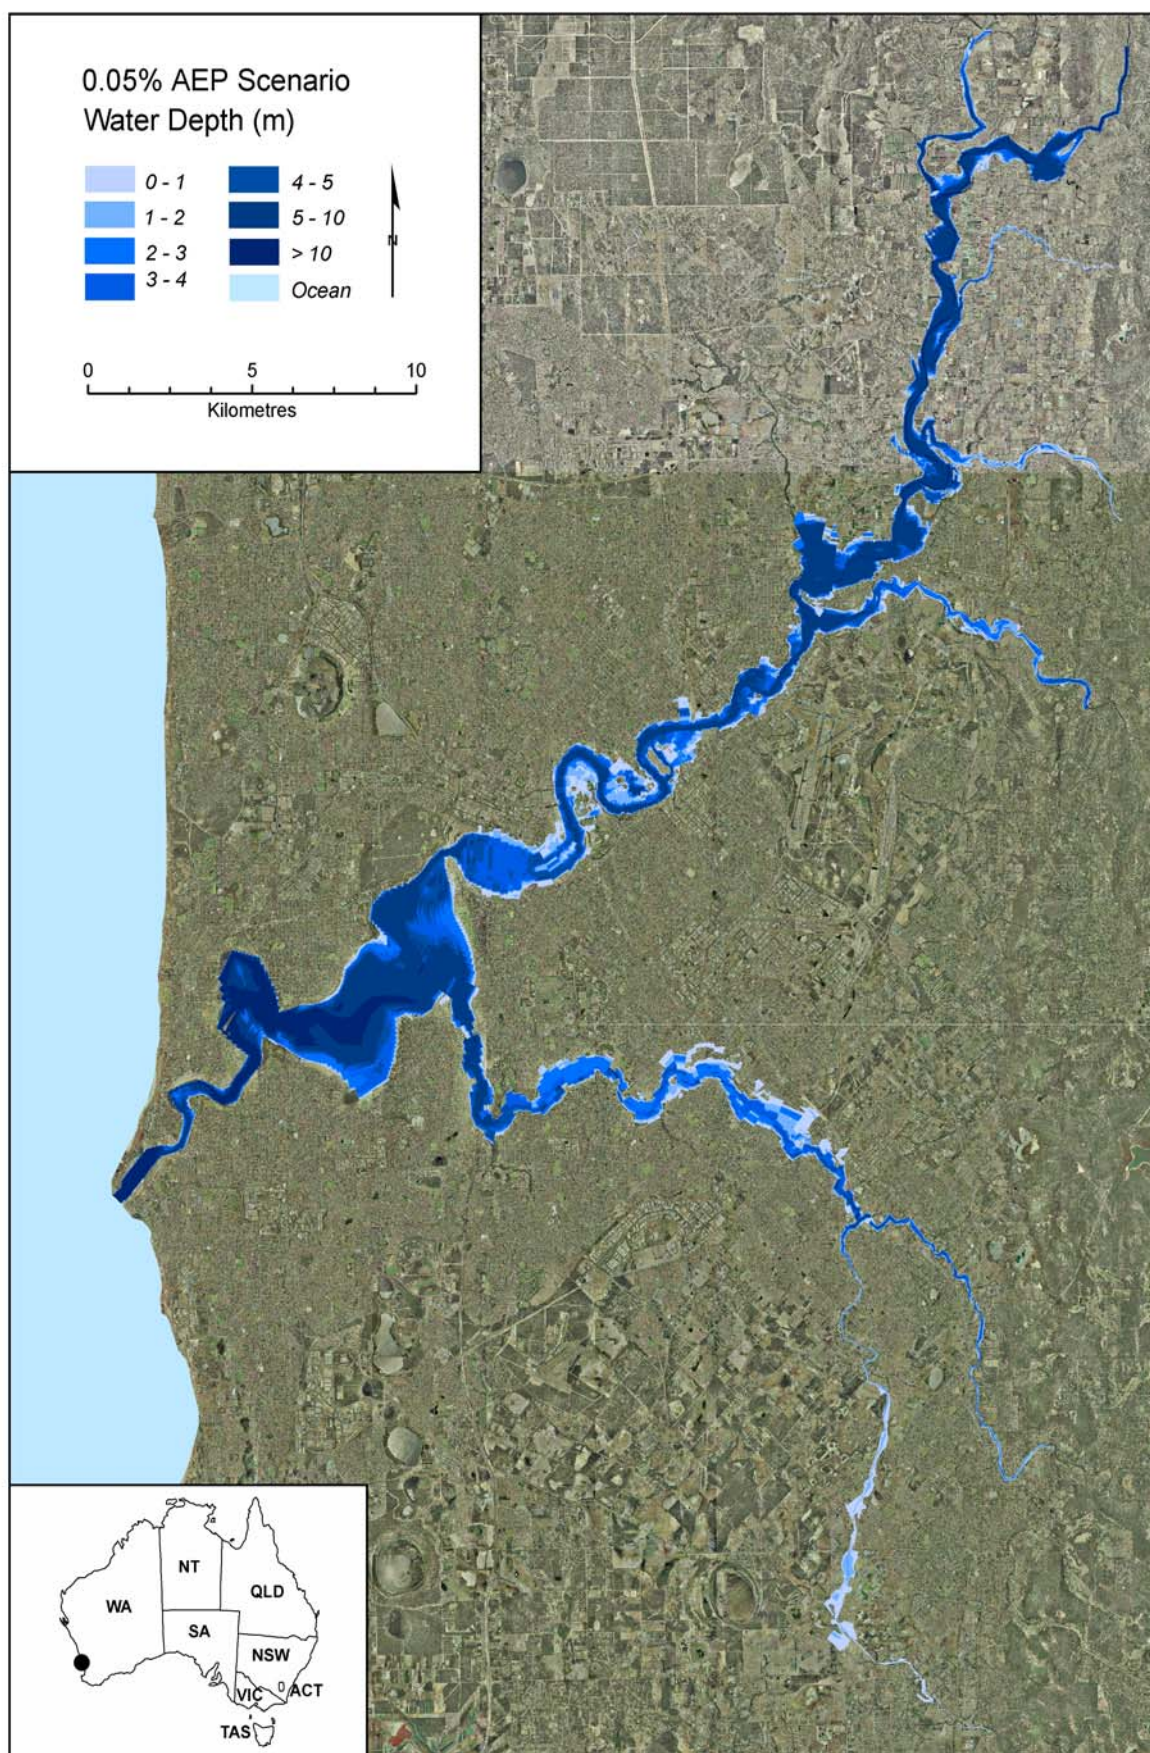 0.05% AEP Scenario
Water Depth (m)
0 - 1
4 - 5
1 - 2
5 - 10
2 - 3
> 10
3 - 4
Ocean
N
0 5 10
Kilometres
NT
WA
QLD
SA
NSW
VIC
ACT
TAS